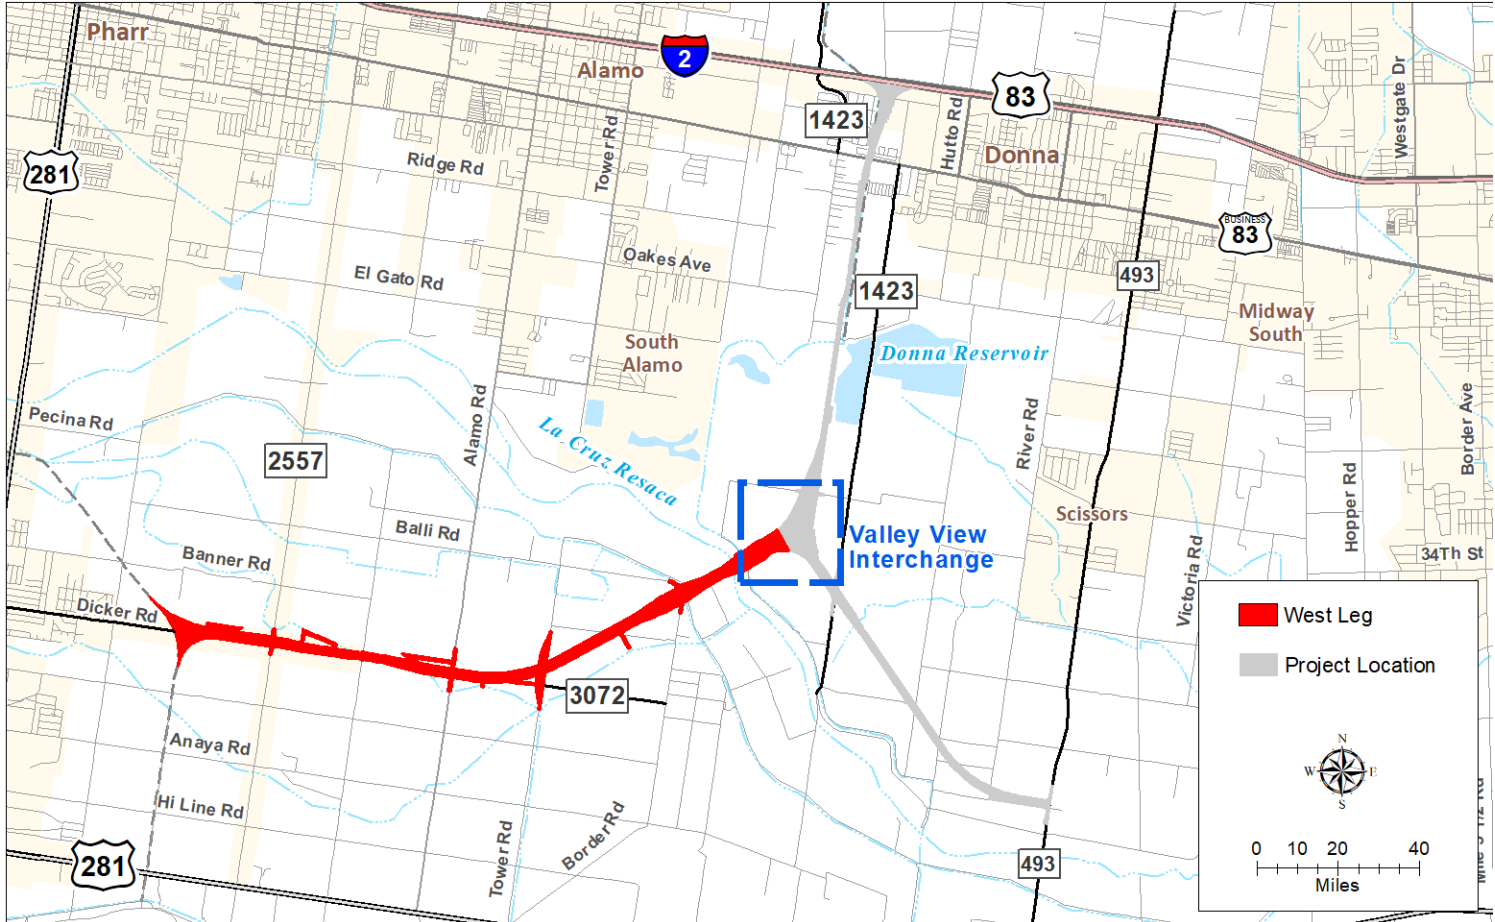 Pharr
Alamo
2
83
1423
Hutto Rd
Westgate Dr
Donna
281
Ridge Rd
Tower Rd
BUSINESS
83
Oakes Ave
493
El Gato Rd
1423
Midway
South
South
Alamo
Donna Reservoir
Pecina Rd
Alamo Rd
La Cruz Resaca
River Rd
Border Ave
2557
Hopper Rd
Scissors
Balli Rd
Valley View
Interchange
34Th St
Banner Rd
Victoria Rd
Dicker Rd
West Leg
Project Location
3072
Anaya Rd
N
W
E
S
Hi Line Rd
Border Rd
Tower Rd
281
493
0 10 20 40
Miles